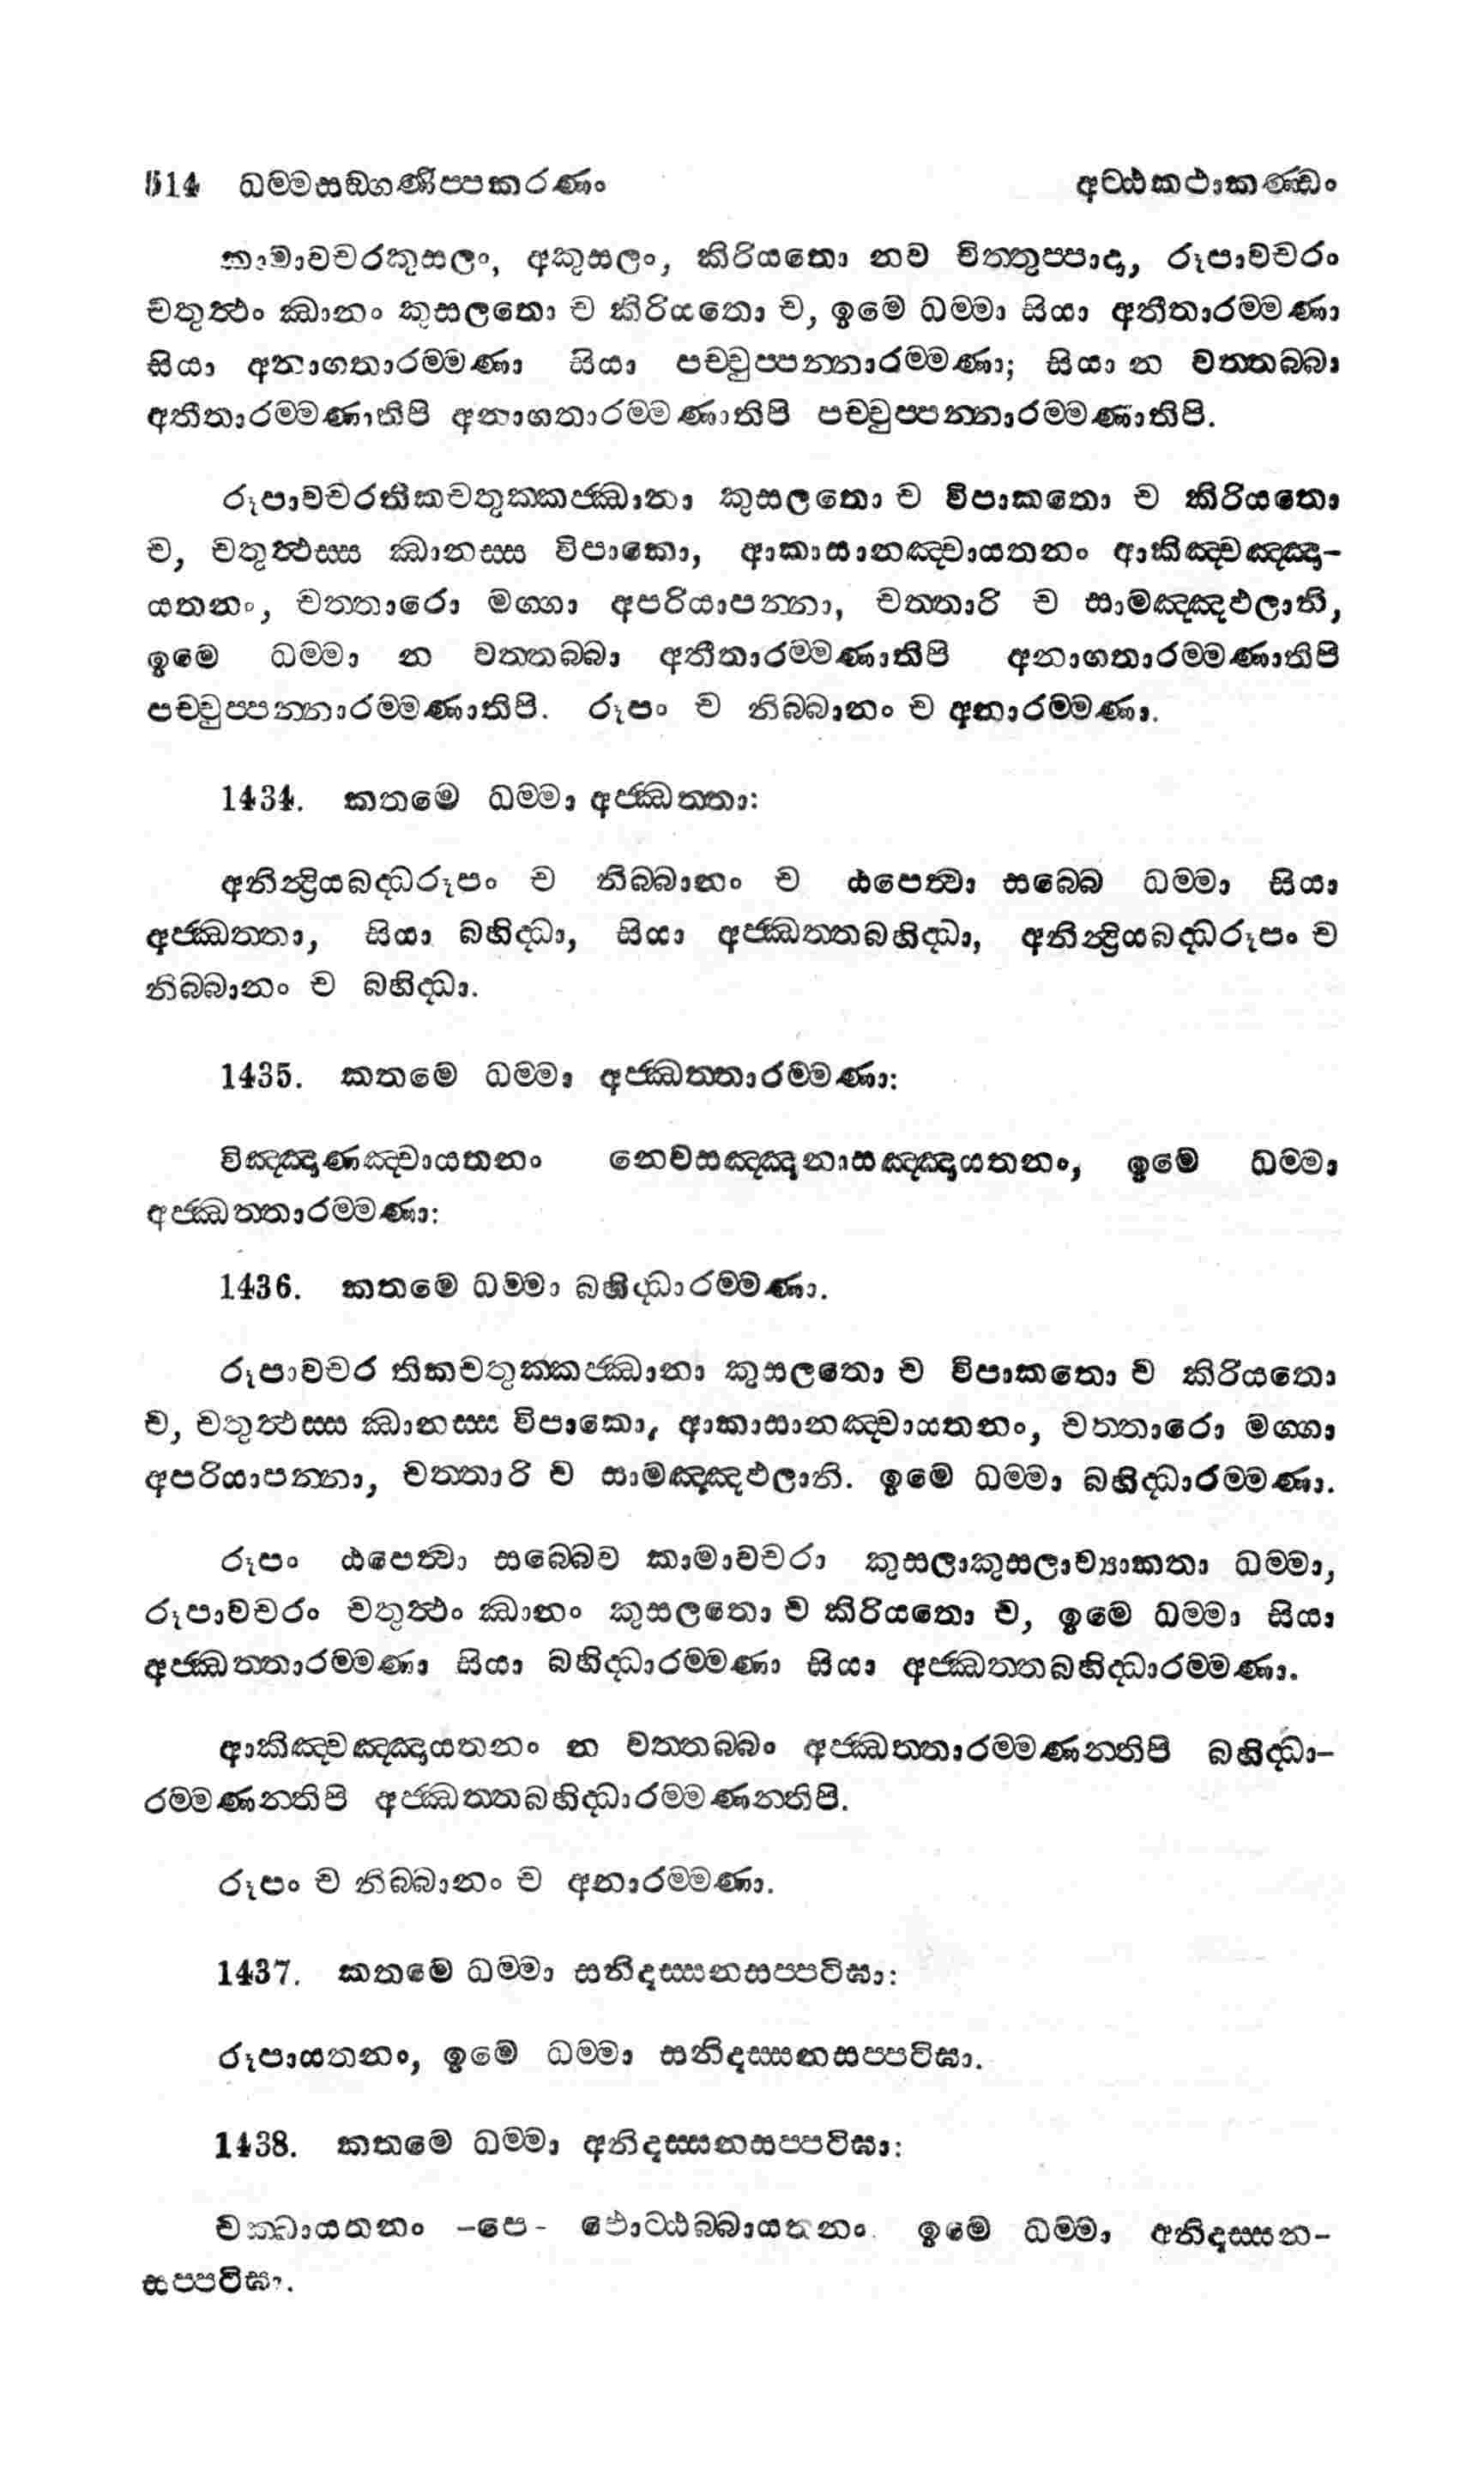 514 ධම්මසඞ්ගණිප්පකරණං අට්ඨකථාකණ්ඩං
කාමාවචරකුසලං, අකුසලං, කිරියතො නව චිත්තුප්පාදා, රූපාවචරං
චතුත්ථං ඣානං කුසලතො ච කිරියතො ච, ඉමෙ ධම්මා සියා අතීතාරම්මණා
සියා අනාගතාරම්මණා සියා පච්චුප්පන්නාරම්මණා; සියා න වත්තබ්බා
අතීතාරම්මණාතිපි අනාගතාරම්මණාතිපි පච්චුප්පන්නාරම්මණාතිපි.
රූපාවචරතිකචතුක්කජ්ඣානා කුසලතො ච විපාකතො ච කිරියතො
ච, චතුත්ථස්ස ඣානස්ස විපාකො, ආකාසානඤ්චායතනං ආකිඤ්චඤ්ඤා-
යතනං, චත්තාරො මග්ගා අපරියාපන්නා, චත්තාරි ච සාමඤ්ඤඵලානි,
ඉමෙ ධම්මා න වත්තබ්බා අතීතාරම්මණාතිපි අනාගතාරම්මණාතිපි
පච්චුප්පන්නාරම්මණාතිපි. රූපං ච නිබ්බානං ච අනාරම්මණා.
1434. කතමෙ ධම්මා අජ්ඣත්තා:
අනින්ද්‍රියබද්ධරූපං ච නිබ්බානං ච ඨපෙත්වා සබ්බෙ ධම්මා සියා
අජ්ඣත්තා, සියා බහිද්ධා, සියා අජ්ඣත්තබහිද්ධා, අනින්ද්‍රියබද්ධරූපං ච
නිබ්බානං ච බහිද්ධා.
1435. කතමෙ ධම්මා අජ්ඣත්තාරම්මණා:
විඤ්ඤාණඤ්චායතනං නෙවසඤ්ඤානාසඤ්ඤායතනං, ඉමෙ ධම්මා
අජ්ඣත්තාරම්මණා:
1436. කතමෙ ධම්මා බහිද්ධාරම්මණා.
රූපාවචර තිකචතුක්කජ්ඣානා කුසලතො ච විපාකතො ච කිරියතො
ච, චතුත්ථස්ස ඣානස්ස විපාකො, ආකාසානඤ්චායතනං, චත්තාරො මග්ගා
අපරියාපන්නා, චත්තාරි ච සාමඤ්ඤඵලානි. ඉමෙ ධම්මා බහිද්ධාරම්මණා.
රූපං ඨපෙත්වා සබ්බෙව කාමාවචරා කුසලාකුසලාව්‍යාකතා ධම්මා,
රූපාවචරං චතුත්ථං ඣානං කුසලතො ච කිරියතො ච, ඉමෙ ධම්මා සියා
අජ්ඣත්තාරම්මණා සියා බහිද්ධාරම්මණා සියා අජ්ඣත්තබහිද්ධාරම්මණා.
ආකිඤ්චඤ්ඤායතනං න වත්තබ්බං අජ්ඣත්තාරම්මණන්තිපි බහිද්ධා-
රම්මණන්තිපි අජ්ඣත්තබහිද්ධාරම්මණන්තිපි.
රූපං ච නිබ්බානං ච අනාරම්මණා.
1437. කතමෙ ධම්මා සනිදස්සනසප්පටිඝා:
රූපායතනං, ඉමෙ ධම්මා සනිදස්සනසප්පටිඝා.
1438. කතමෙ ධම්මා අනිදස්සනසප්පටිඝා:
චක්ඛායතනං -පෙ- ඵොට්ඨබ්බායතනං. ඉමෙ ධම්මා අනිදස්සන-
සප්පටිඝා.